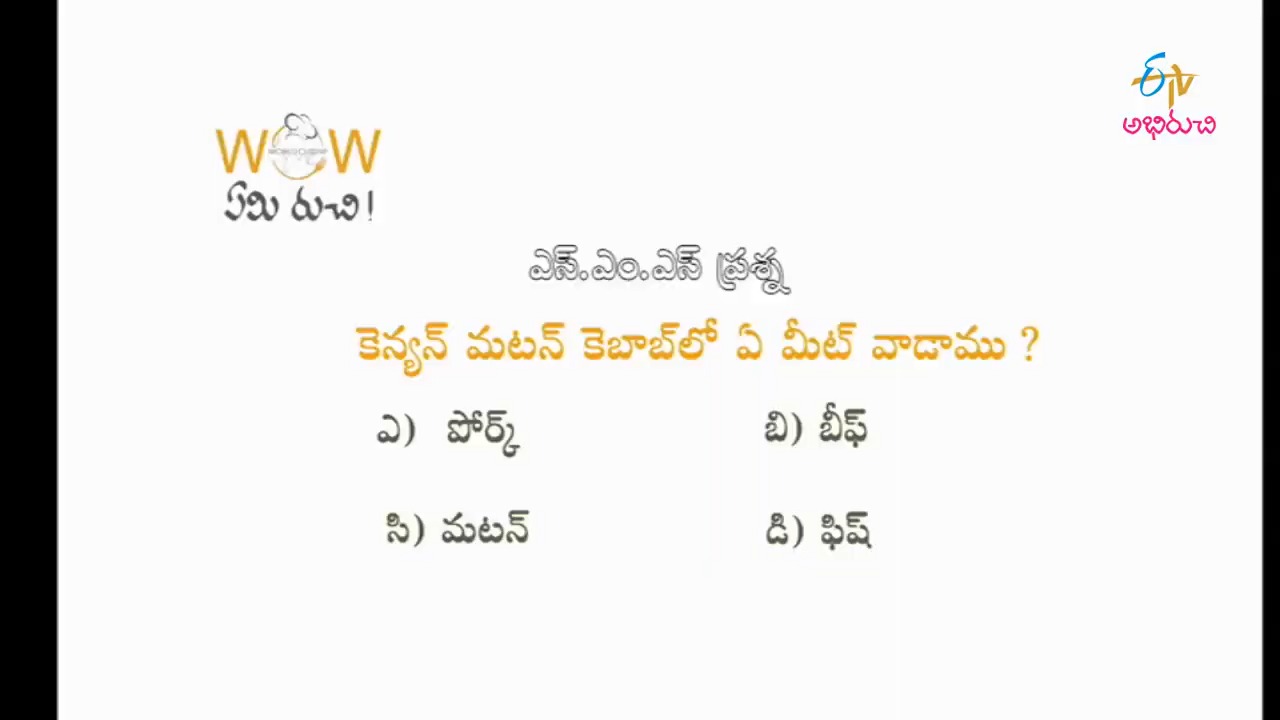 ETV
అభిరుచి
WOW
ఏమి రుచి!
ఎస్.ఎం.ఎస్ ప్రశ్న
కెన్యన్ మటన్ కెబాబ్‌లో ఏ మీట్ వాడాము ?
ఎ) పోర్క్ బి) బీఫ్
సి) మటన్ డి) ఫిష్